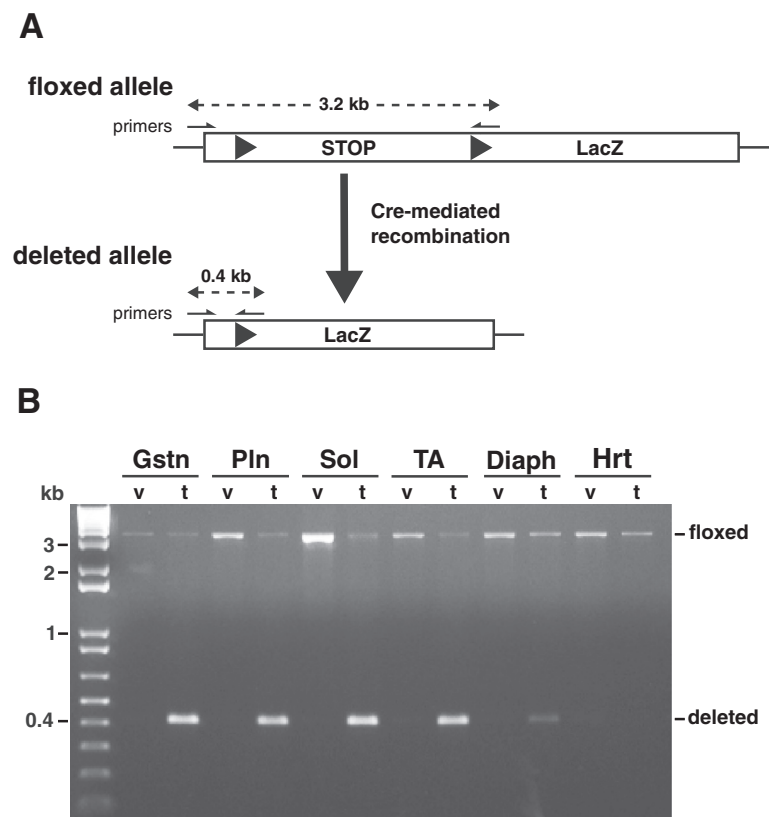 A
floxed allele
3.2 kb
primers
STOP
LacZ
Cre-mediated
recombination
deleted allele
0.4 kb
primers
LacZ
B
Gstn Pln Sol TA Diaph Hrt
kb v t v t v t v t v t v t
3
floxed
2
1
0.4
deleted